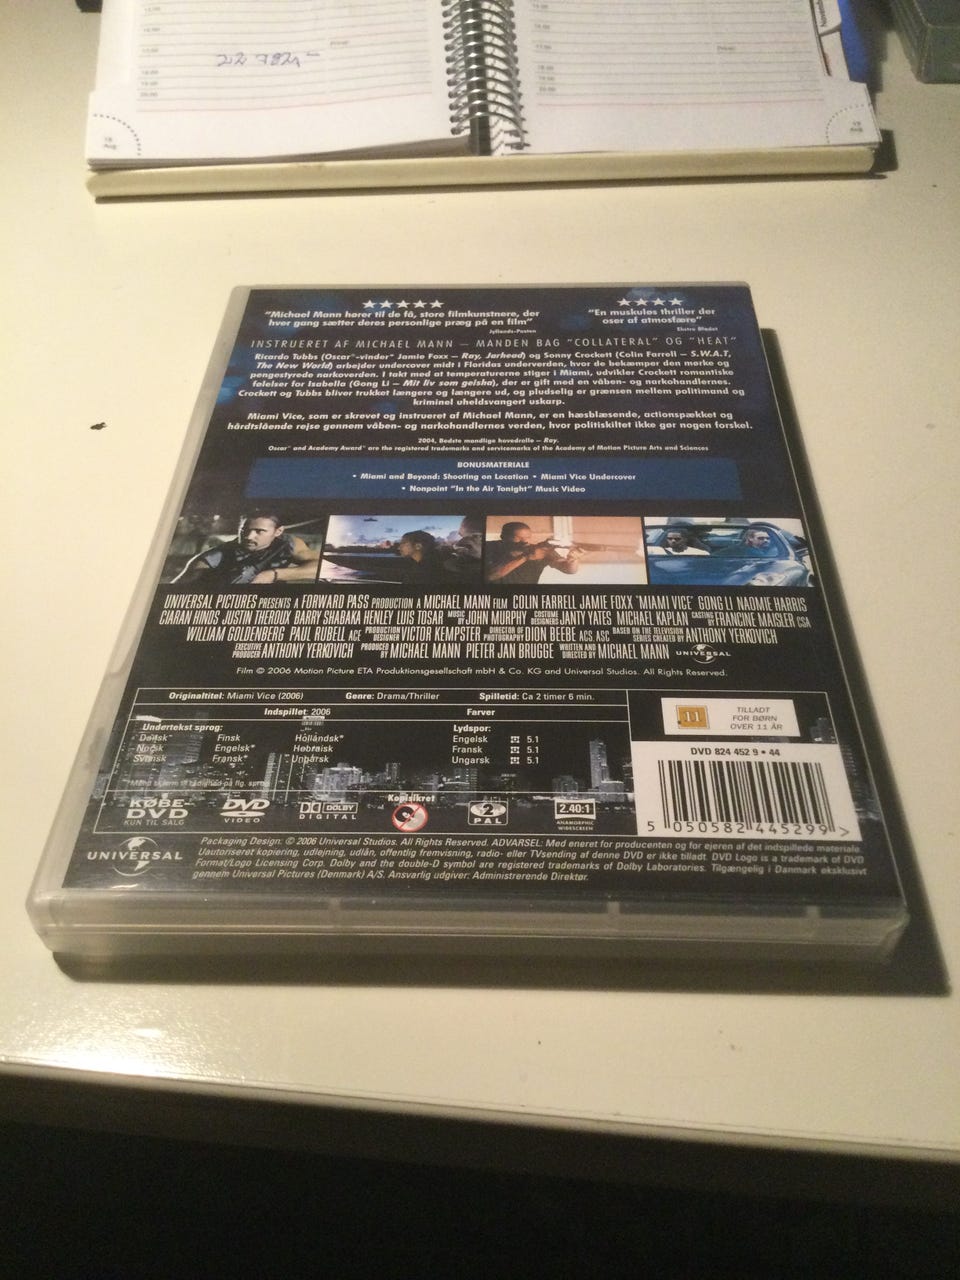 22 782,-
Privat
Privat
19.00
20.00
19.00
20.00
★★★★★
"Michael Mann hører til de få, store filmkunstnere, der
hver gang sætter deres personlige præg på en film"
Jyllands-Posten
★★★★
"En muskuløs thriller der
oser af atmosfære"
Ekstra Bladet
INSTRUERET AF MICHAEL MANN – MANDEN BAG "COLLATERAL" OG "HEAT"
Ricardo Tubbs (Oscar®-vinder* Jamie Foxx – Ray, Jarhead) og Sonny Crockett (Colin Farrell – S.W.A.T,
The New World) arbejder undercover midt i Floridas underverden, hvor de bekæmper den mørke og
pengestyrede narkoverden. I takt med at temperaturerne stiger i Miami, udvikler Crockett romantiske
følelser for Isabella (Gong Li – Mit liv som geisha), der er gift med en våben- og narkohandlernes.
Crockett og Tubbs bliver trukket længere og længere ud, og pludselig er grænsen mellem politimand og
kriminel uheldsvangert uskarp.
Miami Vice, som er skrevet og instrueret af Michael Mann, er en hæsblæsende, actionspækket og
hårdtslående rejse gennem våben- og narkohandlernes verden, hvor politiskiltet ikke gør nogen forskel.
*2004, Bedste mandlige hovedrolle – Ray.
Oscar® and Academy Award® are the registered trademarks and servicemarks of the Academy of Motion Picture Arts and Sciences
BONUSMATERIALE
• Miami and Beyond: Shooting on Location • Miami Vice Undercover
• Nonpoint "In the Air Tonight" Music Video
UNIVERSAL PICTURES PRESENTS A FORWARD PASS PRODUCTION A MICHAEL MANN FILM COLIN FARRELL JAMIE FOXX "MIAMI VICE" GONG LI NAOMIE HARRIS
CIARAN HINDS JUSTIN THEROUX BARRY SHABAKA HENLEY LUIS TOSAR MUSIC BY JOHN MURPHY COSTUME DESIGNERS JANTY YATES MICHAEL KAPLAN CASTING BY FRANCINE MAISLER CSA
WILLIAM GOLDENBERG PAUL RUBELL ACE PRODUCTION DESIGNER VICTOR KEMPSTER DIRECTOR OF PHOTOGRAPHY DION BEEBE ACS, ASC BASED ON THE TELEVISION SERIES CREATED BY ANTHONY YERKOVICH
EXECUTIVE PRODUCER ANTHONY YERKOVICH PRODUCED BY MICHAEL MANN PIETER JAN BRUGGE WRITTEN AND DIRECTED BY MICHAEL MANN UNIVERSAL
Film © 2006 Motion Picture ETA Produktionsgesellschaft mbH & Co. KG and Universal Studios. All Rights Reserved.
Originaltitel: Miami Vice (2006) Genre: Drama/Thriller Spilletid: Ca 2 timer 6 min.
Indspillet: 2006 Farver
Undertekst sprog:
Dansk Finsk Hollandsk*
Norsk Engelsk* Hebraisk
Svensk Fransk* Ungarsk
Lydspor:
Engelsk 5.1
Fransk 5.1
Ungarsk 5.1
11
TILLADT
FOR BØRN
OVER 11 ÅR
DVD 824 452 9 • 44
5 050582 445299 >
KØBE-
DVD
KUN TIL SALG
DVD
VIDEO
DOLBY
DIGITAL
Kopisikret
2
PAL
2.40:1
ANAMORPHIC
WIDESCREEN
UNIVERSAL
Packaging Design: © 2006 Universal Studios. All Rights Reserved. ADVARSEL: Med eneret for producenten og for ejeren af det indspillede materiale
Uautoriseret kopiering, udlejning, udlån, offentlig fremvisning, radio- eller TVsending af denne DVD er ikke tilladt. DVD Logo is a trademark of DVD
Format/Logo Licensing Corp. Dolby and the double-D symbol are registered trademarks of Dolby Laboratories. Tilgængelig i Danmark eksklusivt
gennem Universal Pictures (Denmark) A/S. Ansvarlig udgiver: Administrerende Direktør.